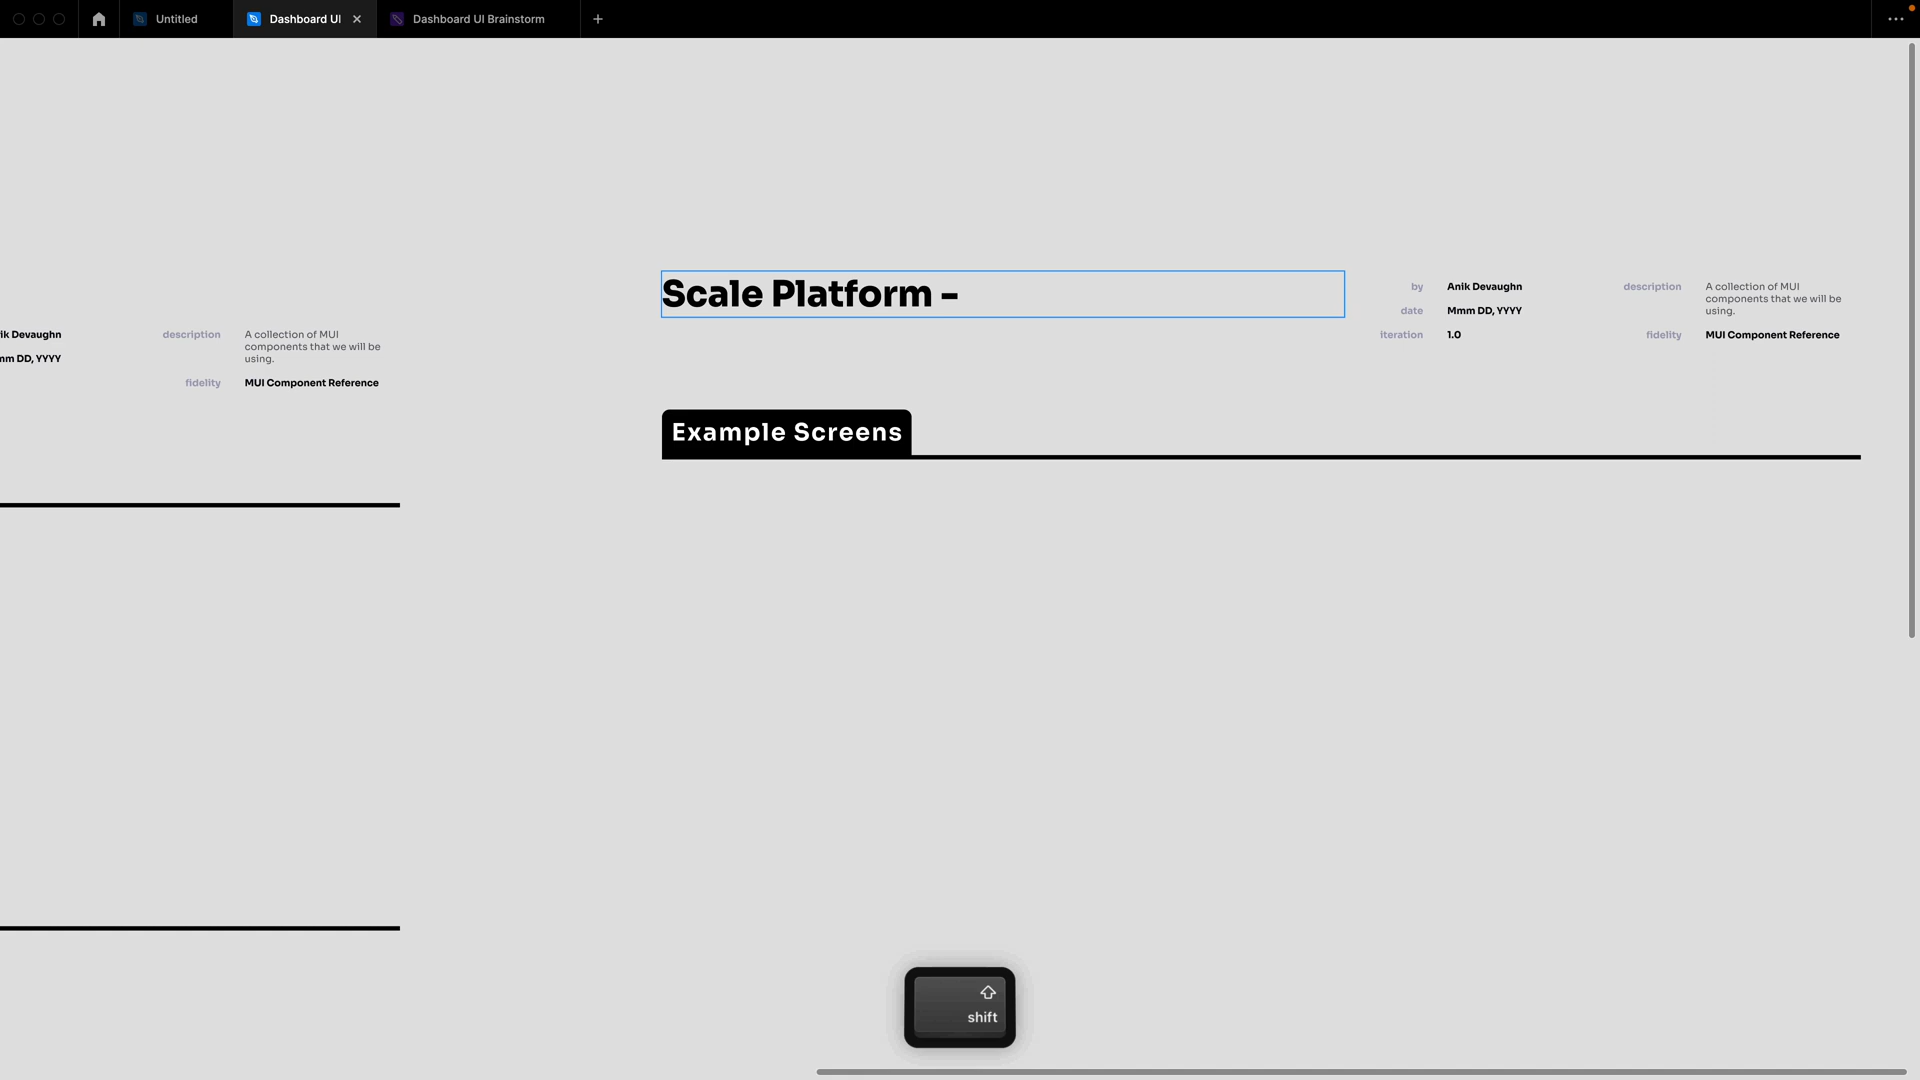 Untitled
Dashboard UI
Dashboard UI Brainstorm
Scale Platform –
by
Anik Devaughn
description
A collection of MUI
components that we will be
using.
date
Mmm DD, YYYY
iteration
1.0
fidelity
MUI Component Reference
description
A collection of MUI
components that we will be
using.
fidelity
MUI Component Reference
ik Devaughn
mm DD, YYYY
Example Screens
shift